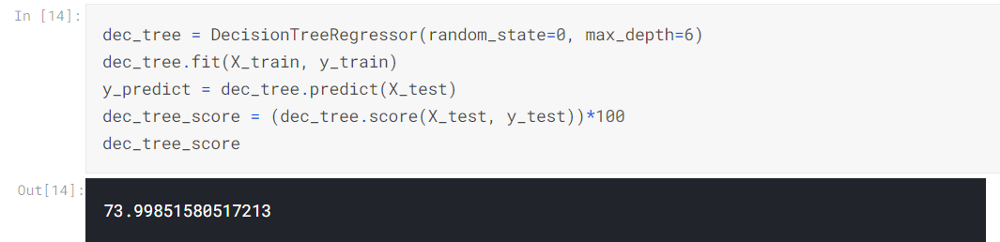 In [14]:
dec_tree = DecisionTreeRegressor(random_state=0, max_depth=6)
dec_tree.fit(X_train, y_train)
y_predict = dec_tree.predict(X_test)
dec_tree_score = (dec_tree.score(X_test, y_test))*100
dec_tree_score
Out[14]:
73.99851580517213